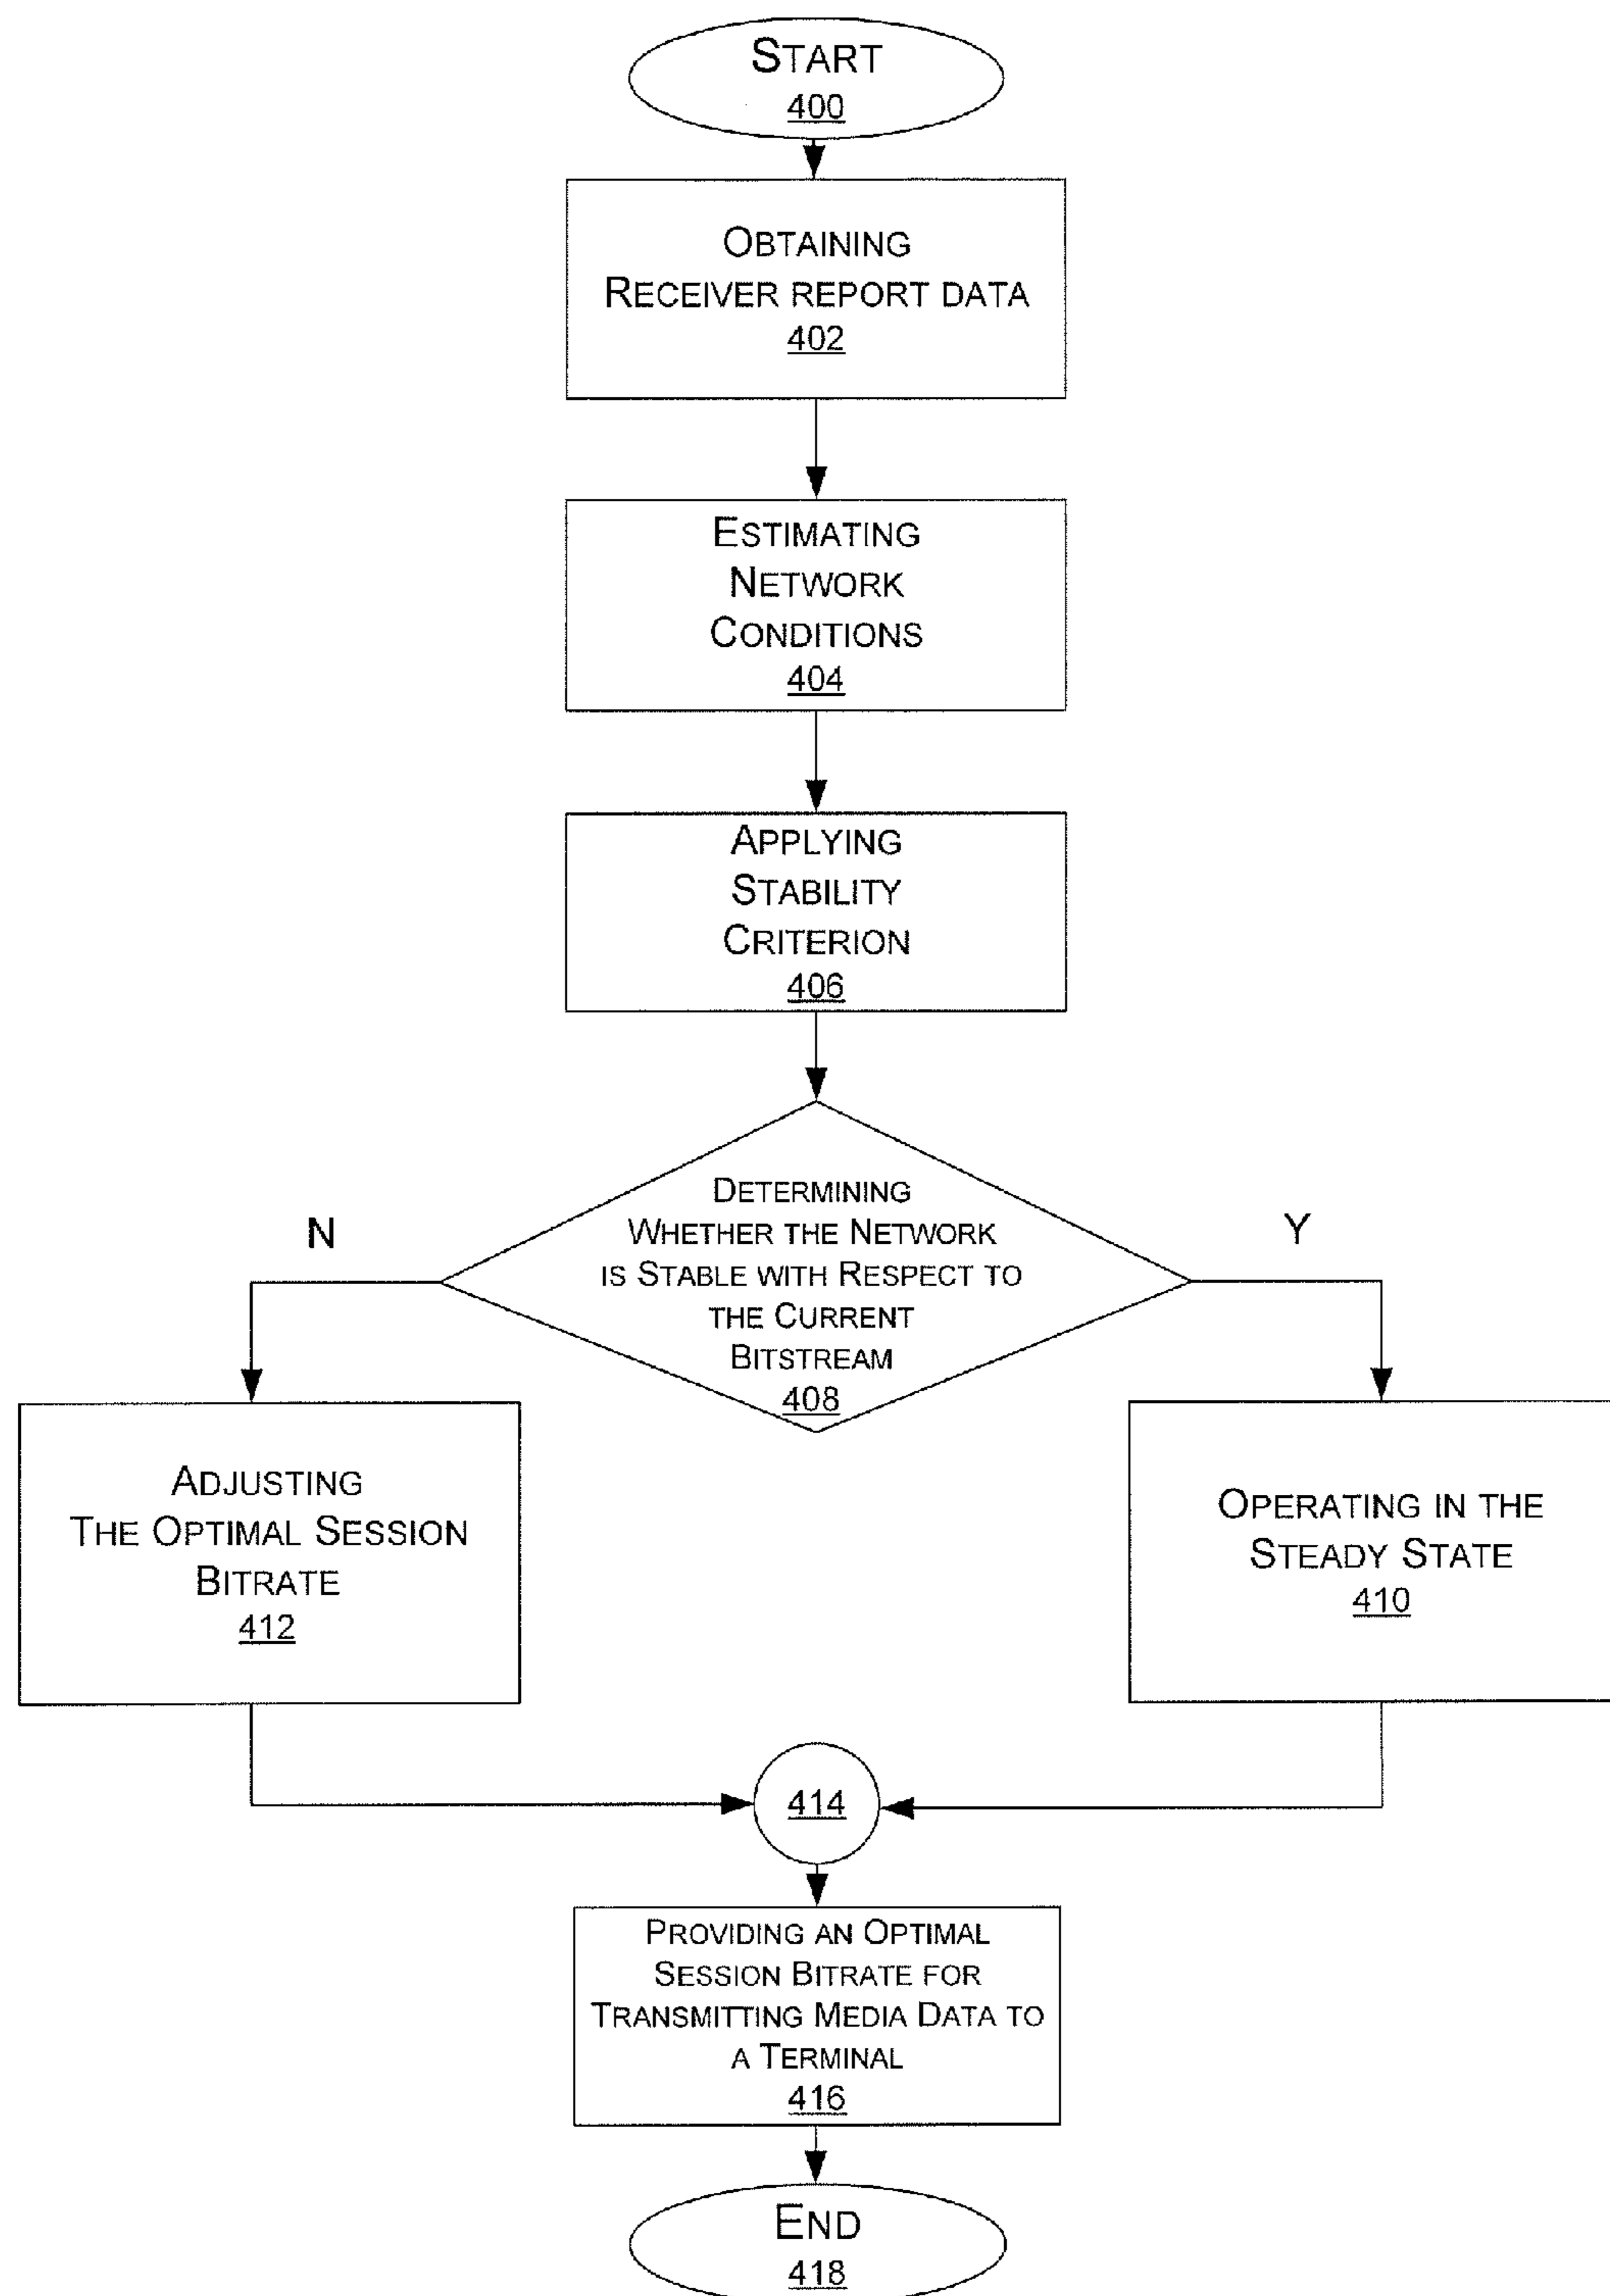 START
400
OBTAINING
RECEIVER REPORT DATA
402
ESTIMATING
NETWORK
CONDITIONS
404
APPLYING
STABILITY
CRITERION
406
DETERMINING
WHETHER THE NETWORK
IS STABLE WITH RESPECT TO
THE CURRENT
BITSTREAM
408
N
Y
ADJUSTING
THE OPTIMAL SESSION
BITRATE
412
OPERATING IN THE
STEADY STATE
410
414
PROVIDING AN OPTIMAL
SESSION BITRATE FOR
TRANSMITTING MEDIA DATA TO
A TERMINAL
416
END
418